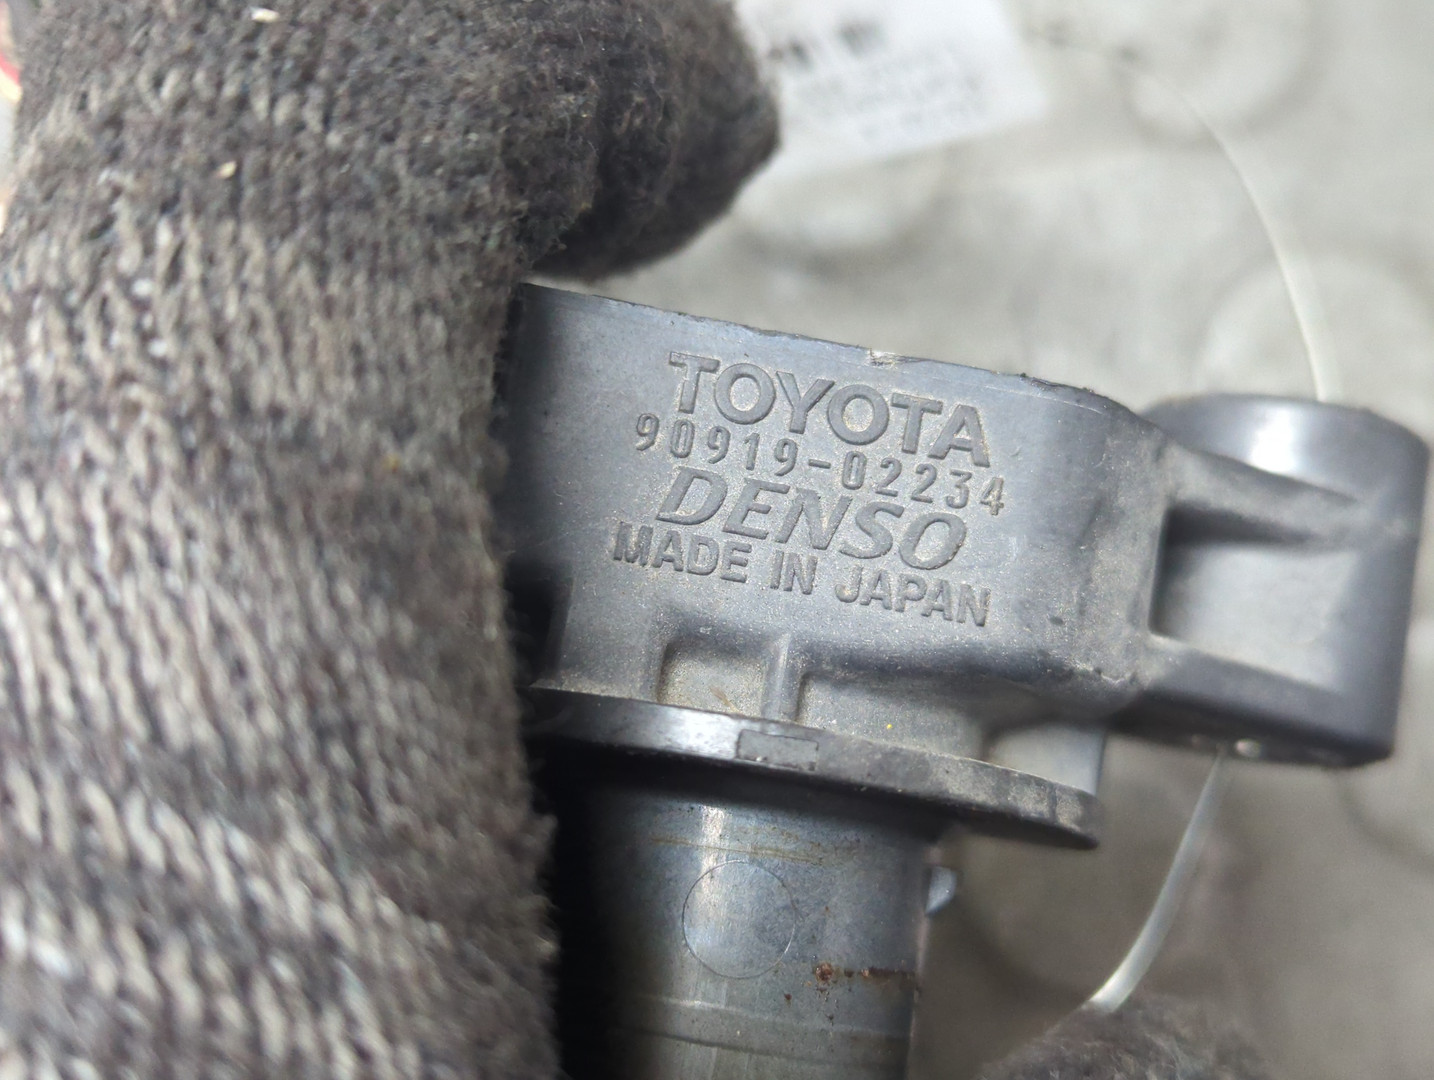 TOYOTA
90919-02234
DENSO
MADE IN JAPAN